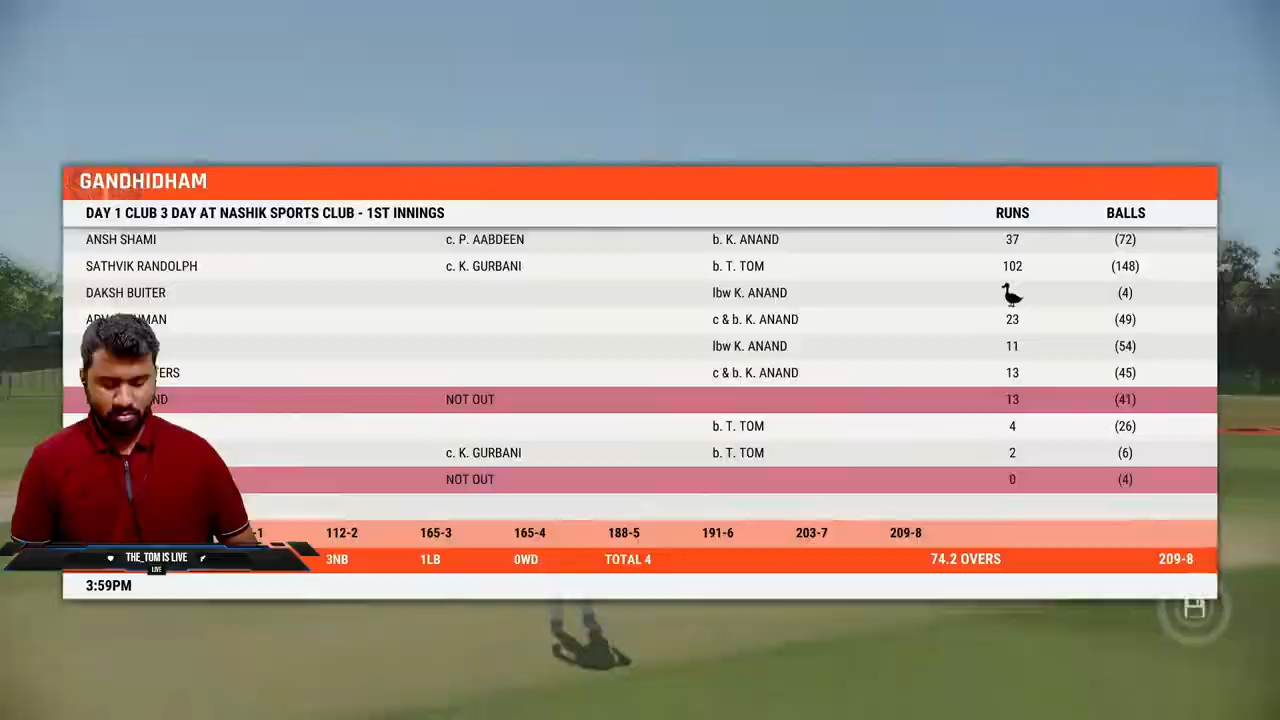 GANDHIDHAM
DAY 1 CLUB 3 DAY AT NASHIK SPORTS CLUB - 1ST INNINGS RUNS BALLS
ANSH SHAMI c. P. AABDEEN b. K. ANAND 37 (72)
SATHVIK RANDOLPH c. K. GURBANI b. T. TOM 102 (148)
DAKSH BUITER lbw K. ANAND (4)
c & b. K. ANAND 23 (49)
lbw K. ANAND 11 (54)
c & b. K. ANAND 13 (45)
NOT OUT 13 (41)
b. T. TOM 4 (26)
c. K. GURBANI b. T. TOM 2 (6)
NOT OUT 0 (4)
112-2 165-3 165-4 188-5 191-6 203-7 209-8
3NB 1LB 0WD TOTAL 4 74.2 OVERS 209-8
THE_TOM IS LIVE
LIVE
3:59PM